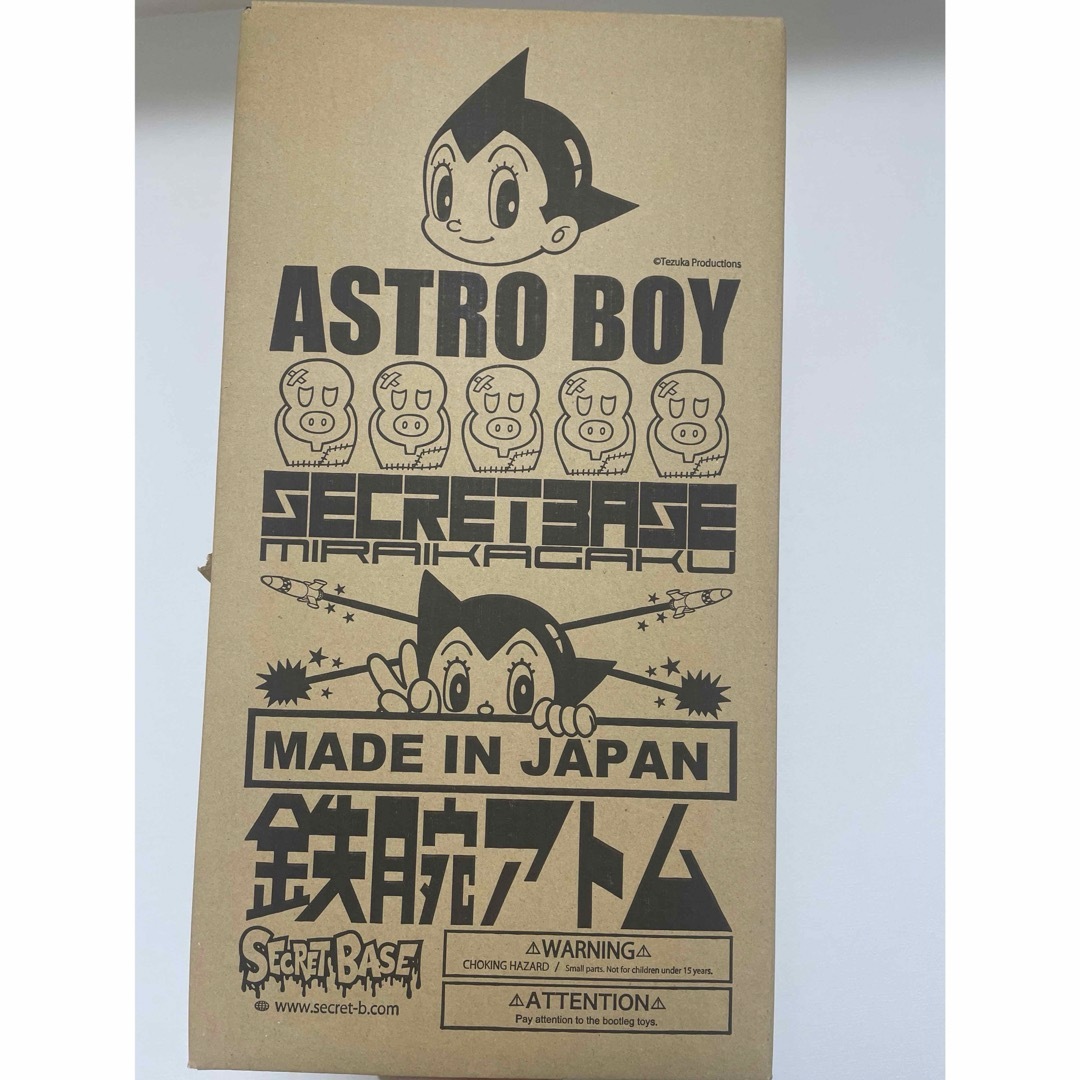 ©Tezuka Productions
ASTRO BOY
SECRETBASE
MIRAIKAGAKU
MADE IN JAPAN
鉄腕アトム
SECRET BASE
www.secret-b.com
⚠WARNING⚠
CHOKING HAZARD / Small parts. Not for children under 15 years.
⚠ATTENTION⚠
Pay attention to the bootleg toys.